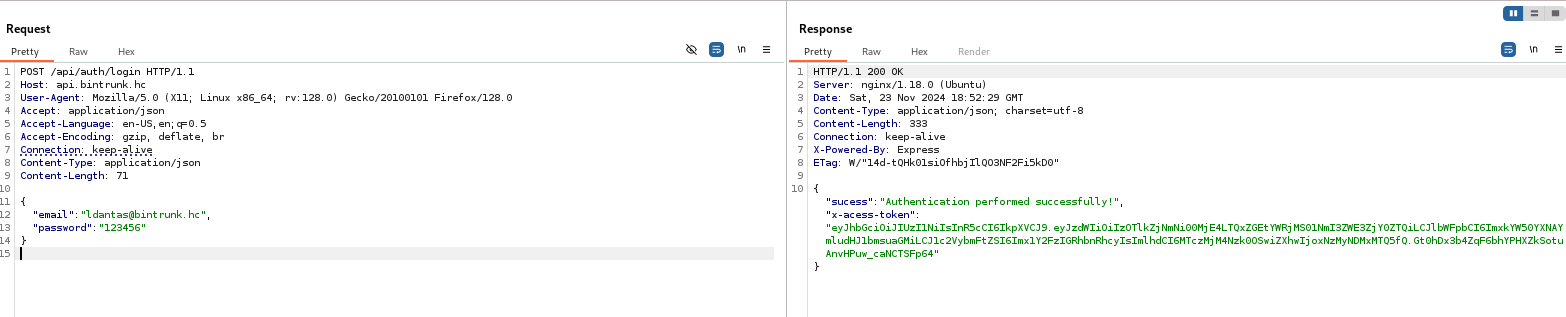 Request
Pretty Raw Hex
\n
1 POST /api/auth/login HTTP/1.1
2 Host: api.bintrunk.hc
3 User-Agent: Mozilla/5.0 (X11; Linux x86_64; rv:128.0) Gecko/20100101 Firefox/128.0
4 Accept: application/json
5 Accept-Language: en-US,en;q=0.5
6 Accept-Encoding: gzip, deflate, br
7 Connection: keep-alive
8 Content-Type: application/json
9 Content-Length: 71
10
11 {
12 "email":"ldantas@bintrunk.hc",
13 "password":"123456"
14 }
15
Response
Pretty Raw Hex Render
\n
1 HTTP/1.1 200 OK
2 Server: nginx/1.18.0 (Ubuntu)
3 Date: Sat, 23 Nov 2024 18:52:29 GMT
4 Content-Type: application/json; charset=utf-8
5 Content-Length: 333
6 Connection: keep-alive
7 X-Powered-By: Express
8 ETag: W/"14d-tQHk01siOfhbjIlQO3NF2Fi5kD0"
9
10 {
"sucess":"Authentication performed successfully!",
"x-acess-token":
}